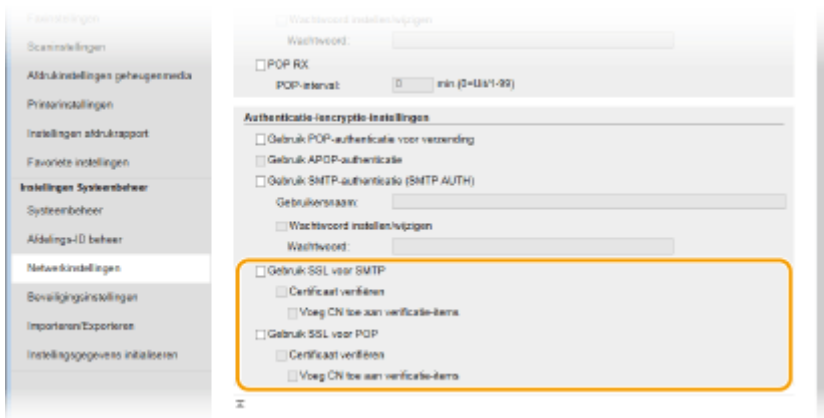 Scaninstellingen
Afdrukinstellingen geheugenmedia
Printerinstellingen
Instellingen afdrukrapport
Favoriete instellingen
Instellingen Systeembeheer
Systeembeheer
Afdelings-ID beheer
Netwerkinstellingen
Beveiligingsinstellingen
Importeren/Exporteren
Instellingsgegevens initialiseren
Wachtwoord instellen/wijzigen
Wachtwoord:
POP RX
POP-interval: 0 min (0=Uit/1-99)
Authenticatie-/encryptie-instellingen
Gebruik POP-authenticatie voor verzending
Gebruik APOP-authenticatie
Gebruik SMTP-authenticatie (SMTP AUTH)
Gebruikersnaam:
Wachtwoord instellen/wijzigen
Wachtwoord:
Gebruik SSL voor SMTP
Certificaat verifiëren
Voeg CN toe aan verificatie-items
Gebruik SSL voor POP
Certificaat verifiëren
Voeg CN toe aan verificatie-items